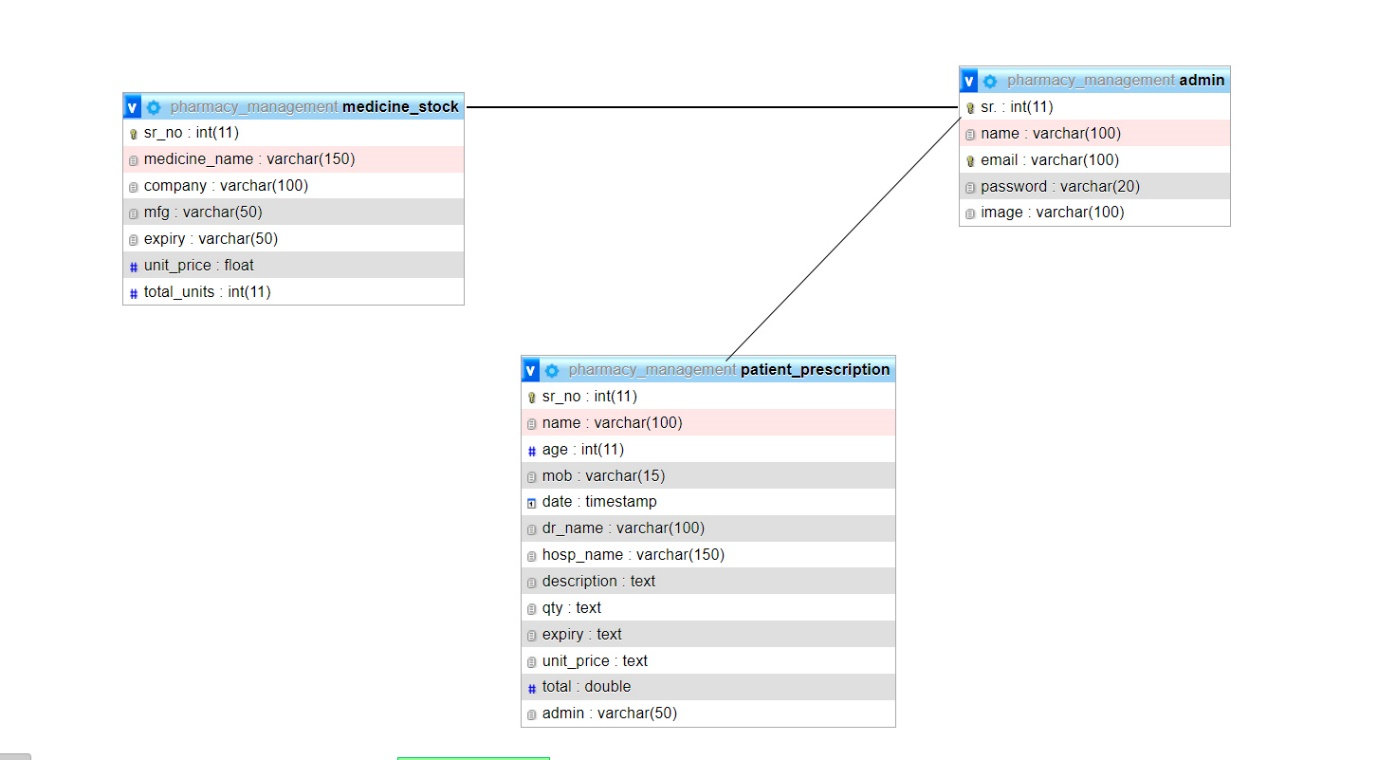 pharmacy_management medicine_stock
sr_no : int(11)
medicine_name : varchar(150)
company : varchar(100)
mfg : varchar(50)
expiry : varchar(50)
unit_price : float
total_units : int(11)
pharmacy_management admin
sr. : int(11)
name : varchar(100)
email : varchar(100)
password : varchar(20)
image : varchar(100)
pharmacy_management patient_prescription
sr_no : int(11)
name : varchar(100)
age : int(11)
mob : varchar(15)
date : timestamp
dr_name : varchar(100)
hosp_name : varchar(150)
description : text
qty : text
expiry : text
unit_price : text
total : double
admin : varchar(50)